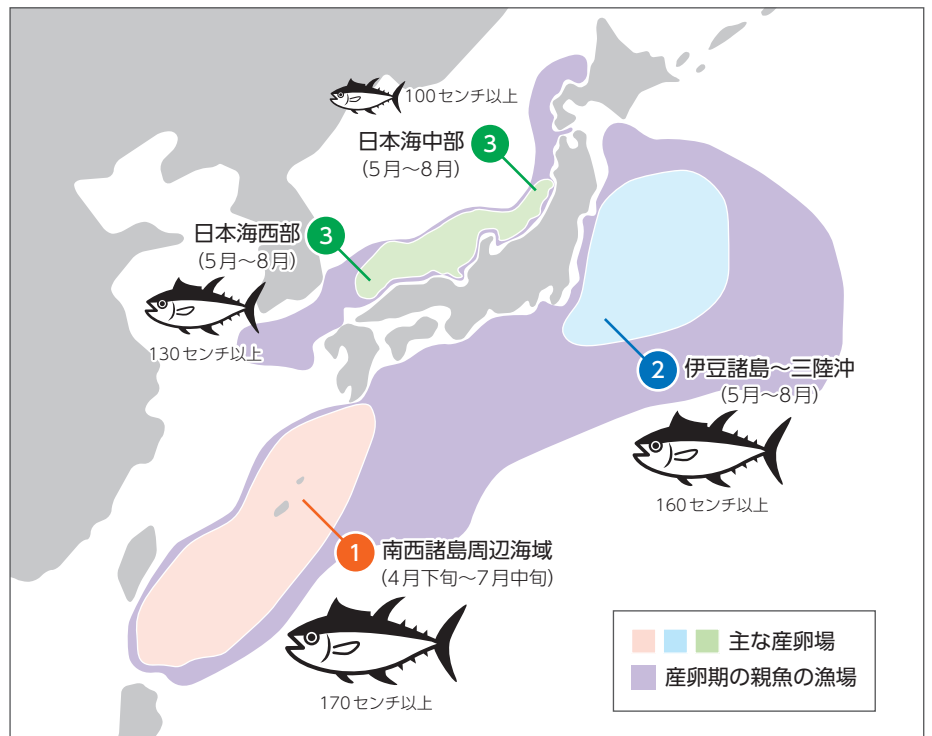 100センチ以上
日本海中部 3
(5月〜8月)
日本海西部 3
(5月〜8月)
130センチ以上
2 伊豆諸島〜三陸沖
(5月〜8月)
160センチ以上
1 南西諸島周辺海域
(4月下旬〜7月中旬)
170センチ以上
主な産卵場
産卵期の親魚の漁場